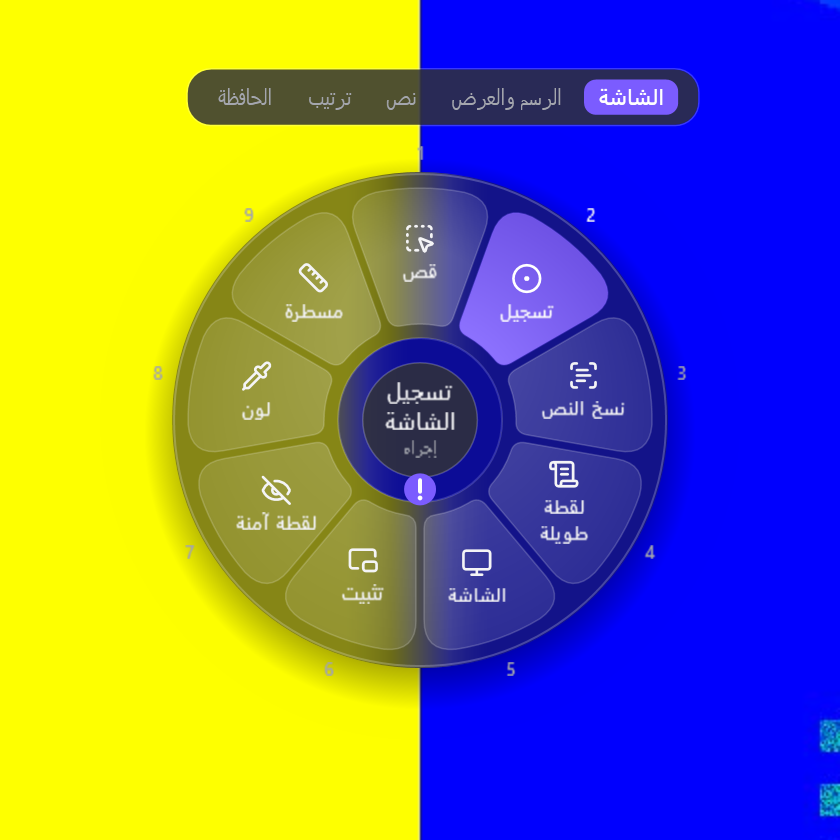 الشاشة
الرسم والعرض
نص
ترتيب
الحافظة
1
قص
2
تسجيل
3
نسخ النص
4
لقطة
طويلة
5
الشاشة
6
تثبيت
7
لقطة آمنة
8
لون
9
مسطرة
تسجيل
الشاشة
إجراء
!